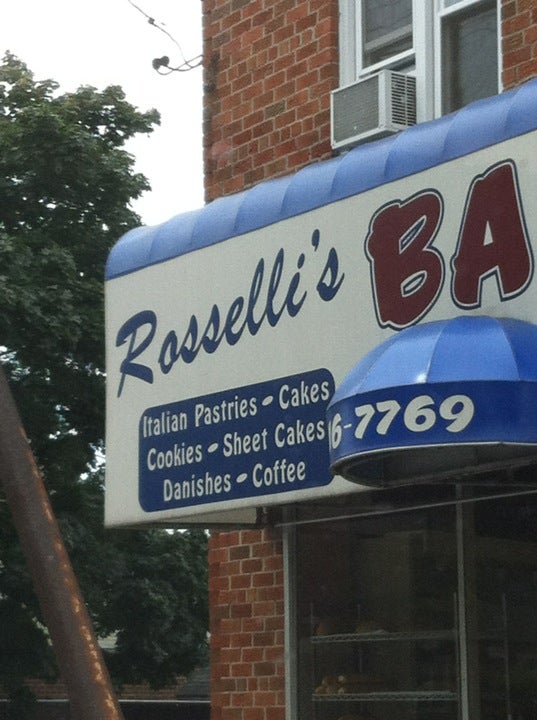 Rosselli's BA
Italian Pastries - Cakes
Cookies - Sheet Cakes
Danishes - Coffee
6-7769